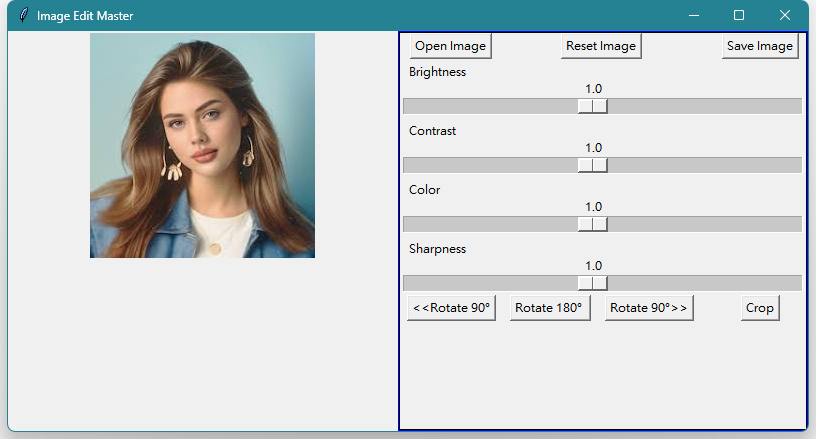 Image Edit Master
Open Image Reset Image Save Image
Brightness
1.0
Contrast
1.0
Color
1.0
Sharpness
1.0
<<Rotate 90° Rotate 180° Rotate 90°>> Crop